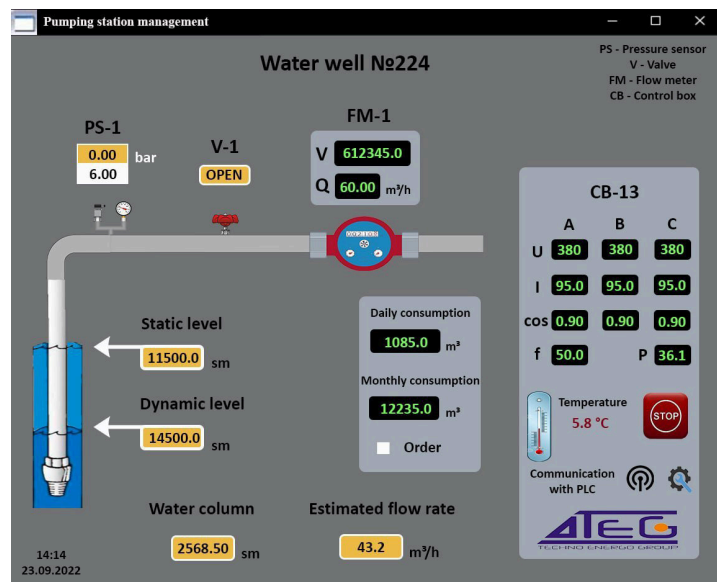 Pumping station management
Water well №224
PS - Pressure sensor
V - Valve
FM - Flow meter
CB - Control box
PS-1
0.00 bar
6.00
V-1
OPEN
FM-1
V 612345.0
Q 60.00 m³/h
CB-13
A B C
U 380 380 380
I 95.0 95.0 95.0
cos 0.90 0.90 0.90
f 50.0 P 36.1
Temperature
5.8 °C
STOP
Communication
with PLC
ATEG
TECHNO ENERGO GROUP
Daily consumption
1085.0 m³
Monthly consumption
12235.0 m³
Order
Static level
11500.0 sm
Dynamic level
14500.0 sm
Water column
2568.50 sm
Estimated flow rate
43.2 m³/h
14:14
23.09.2022